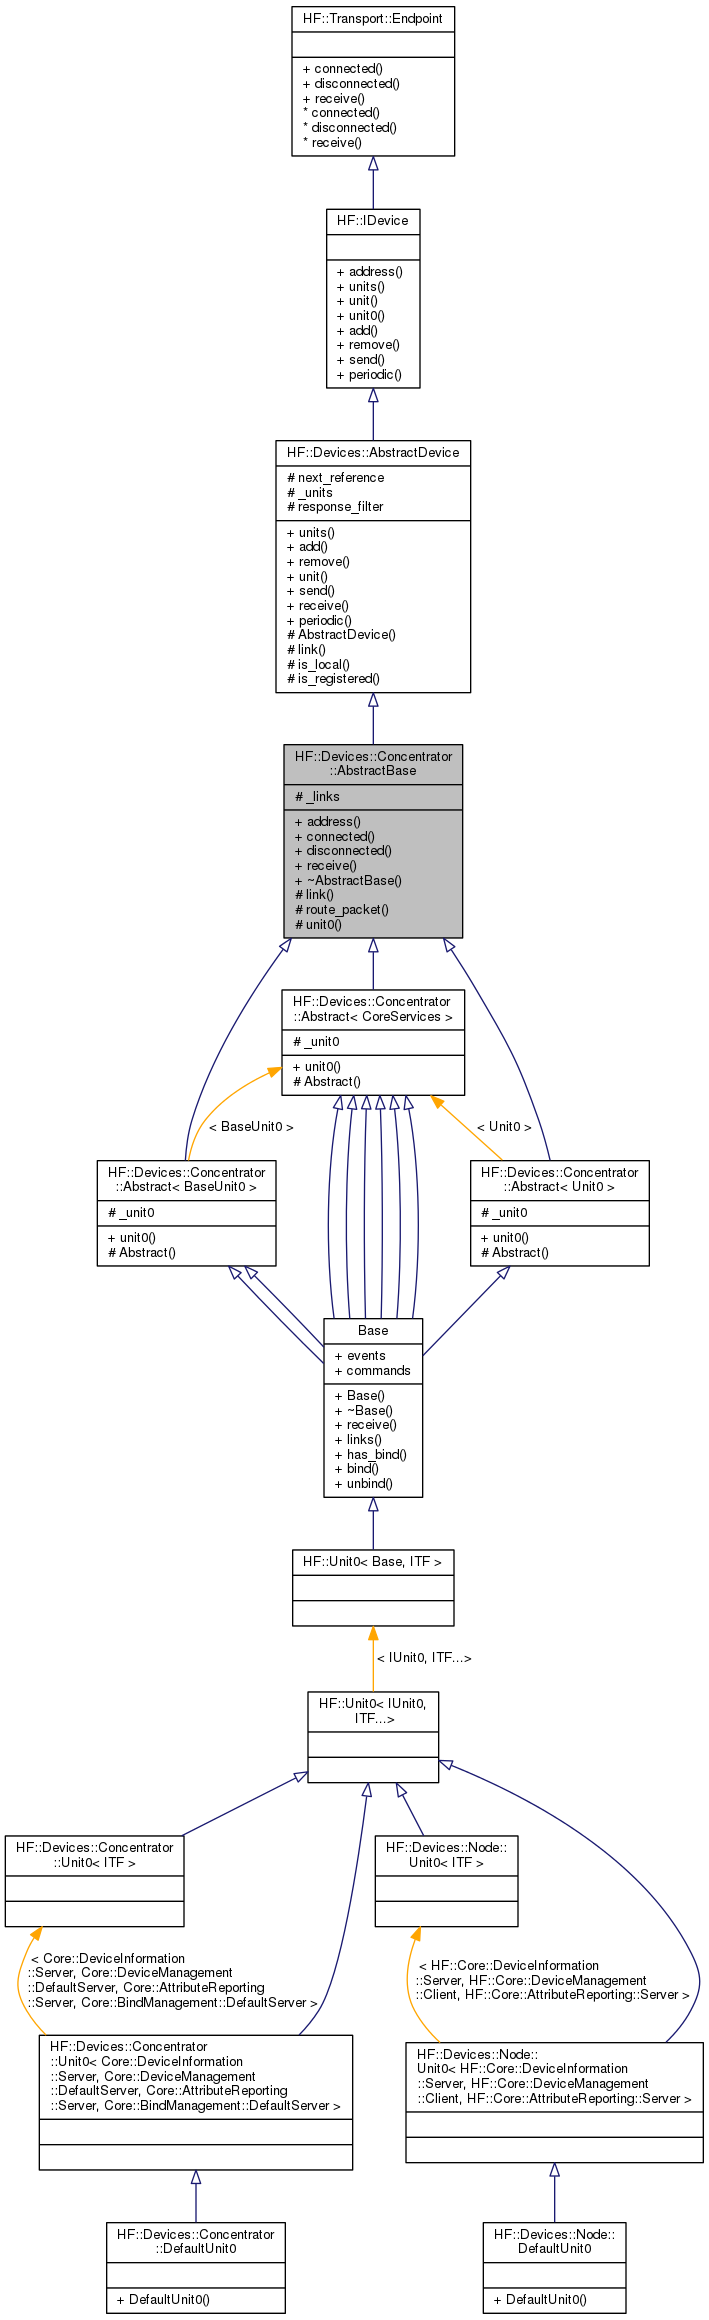 HF::Transport::Endpoint
+ connected()
+ disconnected()
+ receive()
* connected()
* disconnected()
* receive()
HF::IDevice
+ address()
+ units()
+ unit()
+ unit0()
+ add()
+ remove()
+ send()
+ periodic()
HF::Devices::AbstractDevice
# next_reference
# _units
# response_filter
+ units()
+ add()
+ remove()
+ unit()
+ send()
+ receive()
+ periodic()
# AbstractDevice()
# link()
# is_local()
# is_registered()
HF::Devices::Concentrator
::AbstractBase
# _links
+ address()
+ connected()
+ disconnected()
+ receive()
+ ~AbstractBase()
# link()
# route_packet()
# unit0()
HF::Devices::Concentrator
::Abstract< CoreServices >
# _unit0
+ unit0()
# Abstract()
< BaseUnit0 >
< Unit0 >
HF::Devices::Concentrator
::Abstract< BaseUnit0 >
# _unit0
+ unit0()
# Abstract()
HF::Devices::Concentrator
::Abstract< Unit0 >
# _unit0
+ unit0()
# Abstract()
Base
+ events
+ commands
+ Base()
+ ~Base()
+ receive()
+ links()
+ has_bind()
+ bind()
+ unbind()
HF::Unit0< Base, ITF >
< IUnit0, ITF...>
HF::Unit0< IUnit0,
ITF...>
HF::Devices::Concentrator
::Unit0< ITF >
HF::Devices::Node::
Unit0< ITF >
< Core::DeviceInformation
::Server, Core::DeviceManagement
::DefaultServer, Core::AttributeReporting
::Server, Core::BindManagement::DefaultServer >
< HF::Core::DeviceInformation
::Server, HF::Core::DeviceManagement
::Client, HF::Core::AttributeReporting::Server >
HF::Devices::Concentrator
::Unit0< Core::DeviceInformation
::Server, Core::DeviceManagement
::DefaultServer, Core::AttributeReporting
::Server, Core::BindManagement::DefaultServer >
HF::Devices::Node::
Unit0< HF::Core::DeviceInformation
::Server, HF::Core::DeviceManagement
::Client, HF::Core::AttributeReporting::Server >
HF::Devices::Concentrator
::DefaultUnit0
+ DefaultUnit0()
HF::Devices::Node::
DefaultUnit0
+ DefaultUnit0()